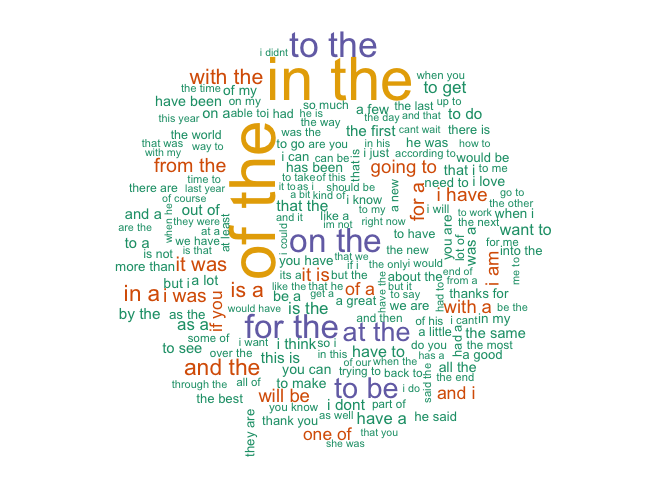 to the
i didnt
in the
with the
when you
to get
the time
of my
have been
on my
so much
a few
the last
up to
this year
on a
able to
i had
he is
the way
the day
and that
to do
the world
was the
the first
cant wait
there is
that was
way to
to go
are you
in his
he was
how to
with my
i can
can be
that is
i just
according to
would be
from the
has been
going to
that i
to me
time to
to take
of this
a new
need to
i love
there are
last year
it to
as i
should be
for a
i have
go to
of course
a bit
kind of
i know
the other
out of
that the
to my
to work
when i
and a
when he
they were
and it
like a
right now
you are
the next
are the
at a
at least
of the
i could
im not
to have
lot of
was a
want to
to a
we have
on the
is not
is that
you have
that we
the new
for me
into the
more than
it was
its a
it is
if i
the only
i would
end of
i am
but i
a lot
but the
about the
from a
me to
in a
i was
is a
like the
that he
of a
have the
but it
had to
thanks for
be a
get a
a great
to say
we are
with a
be the
by the
as the
if you
would have
is the
as a
for the
at the
and then
of his
i cant
in my
some of
i want
i think
so i
a little
had a
the same
to see
over the
this is
in this
have to
do you
the most
of our
when the
has a
a good
and the
you can
trying to
back to
said the
all the
the end
through the
all of
to make
to be
i do
and i
the best
will be
i dont
part of
you know
they are
thank you
as well
have a
he said
one of
that you
she was
i will